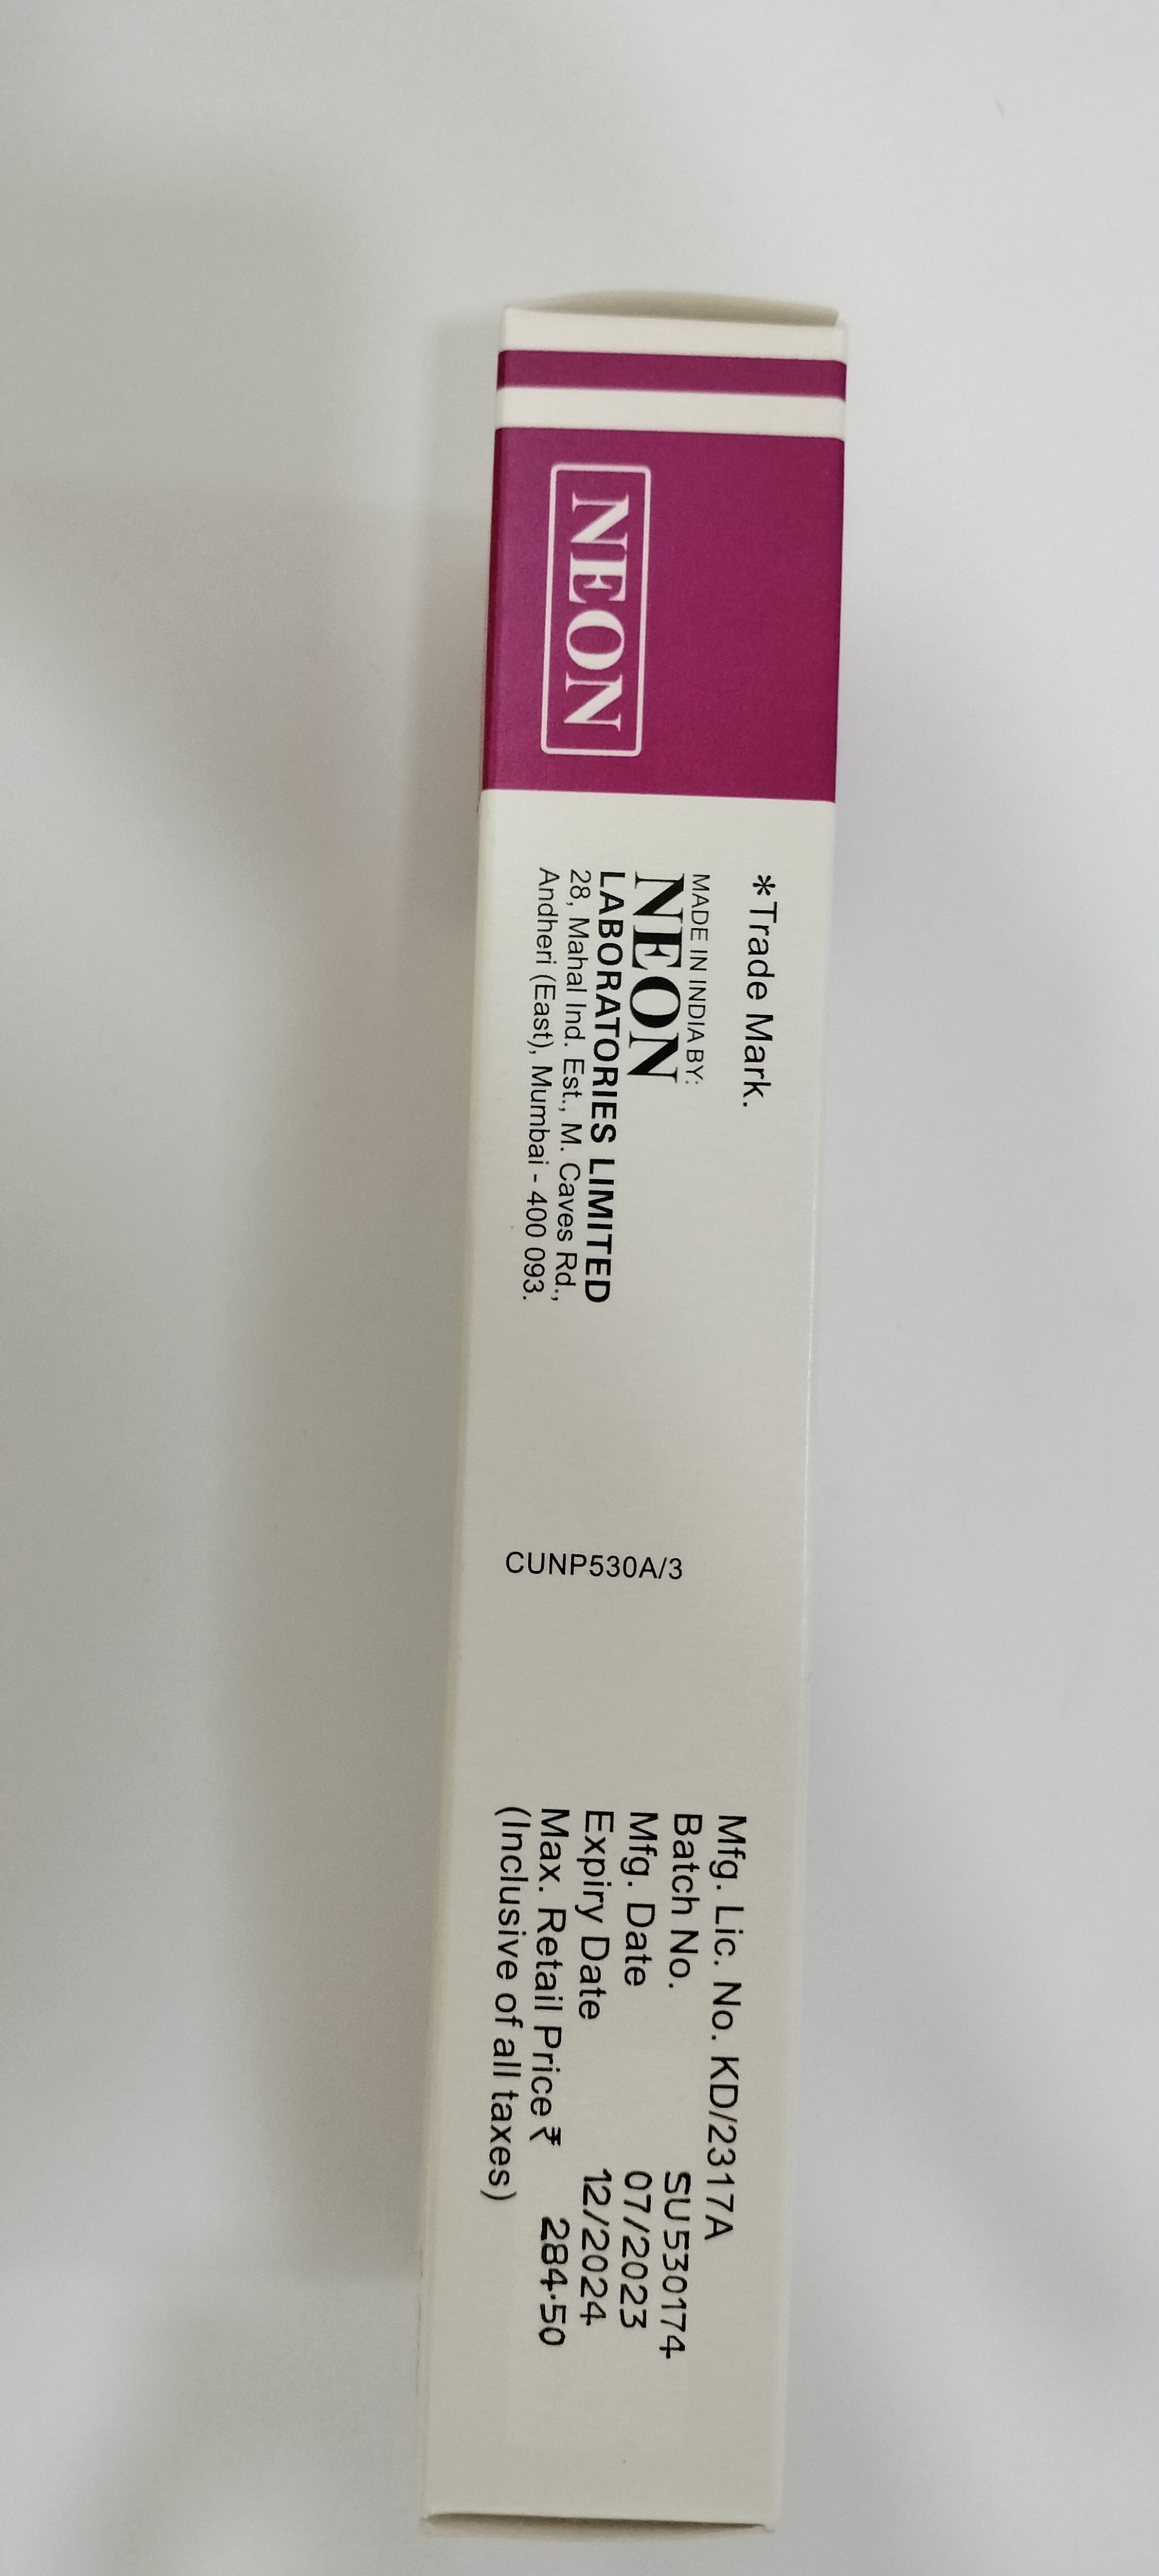 NEON
*Trade Mark.
MADE IN INDIA BY:
NEON
LABORATORIES LIMITED
28, Mahal Ind. Est., M. Caves Rd.,
Andheri (East), Mumbai - 400 093.
CUNP530A/3
Mfg. Lic. No. KD/2317A
Batch No. SU530174
Mfg. Date 07/2023
Expiry Date 12/2024
Max. Retail Price ₹ 284.50
(Inclusive of all taxes)